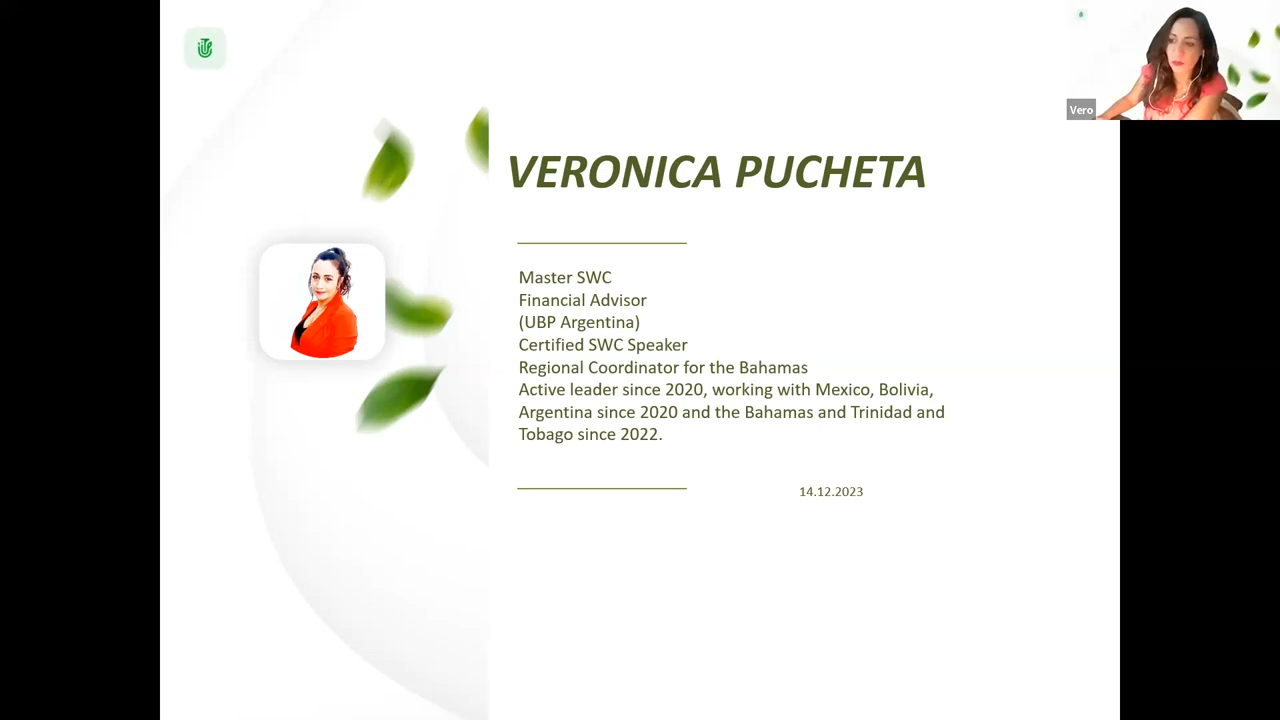 Vero
VERONICA PUCHETA
Master SWC
Financial Advisor
(UBP Argentina)
Certified SWC Speaker
Regional Coordinator for the Bahamas
Active leader since 2020, working with Mexico, Bolivia,
Argentina since 2020 and the Bahamas and Trinidad and
Tobago since 2022.
14.12.2023